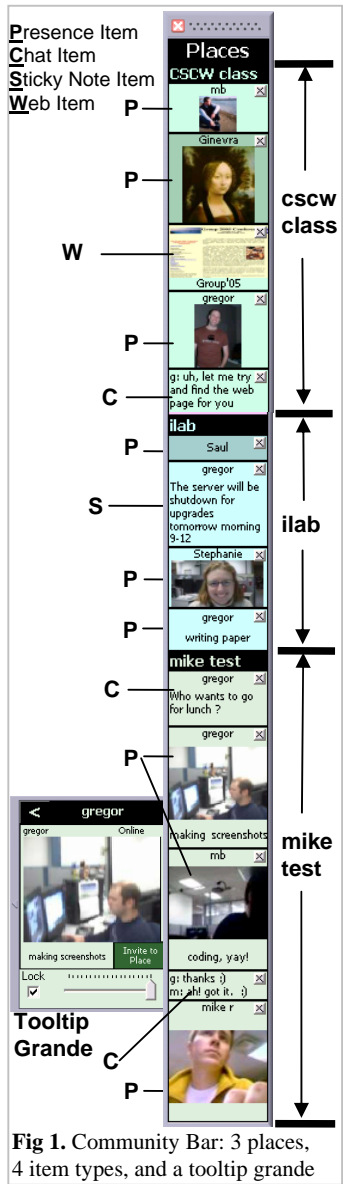 Presence Item
Chat Item
Sticky Note Item
Web Item
Places
CSCW class
mb
P
Ginevra
P
cscw
class
W
Group'05
gregor
P
g: uh, let me try
and find the web
page for you
C
ilab
Saul
P
gregor
The server will be
shutdown for
upgrades
tomorrow morning
9-12
S
ilab
Stephanie
P
gregor
writing paper
P
mike test
gregor
Who wants to go
for lunch ?
C
gregor
P
making screenshots
mb
coding, yay!
mike
test
< gregor
gregor Online
making screenshots
Invite to
Place
Lock
Tooltip
Grande
g: thanks :)
m: ah! got it. :)
C
mike r
P
Fig 1. Community Bar: 3 places,
4 item types, and a tooltip grande